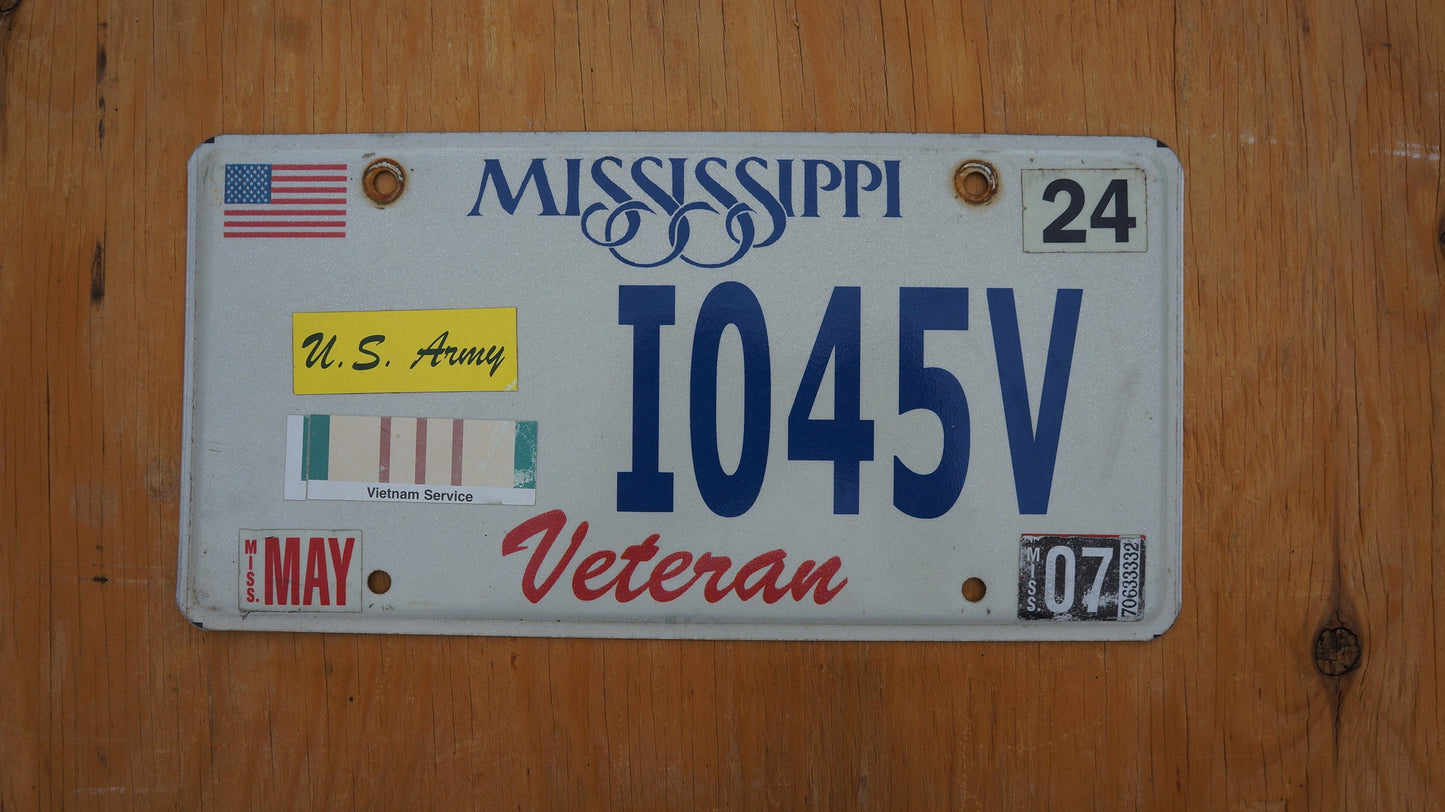 MISSISSIPPI
24
U.S. Army
I045V
Vietnam Service
Veteran
MISS. MAY
MISS 07 70633332